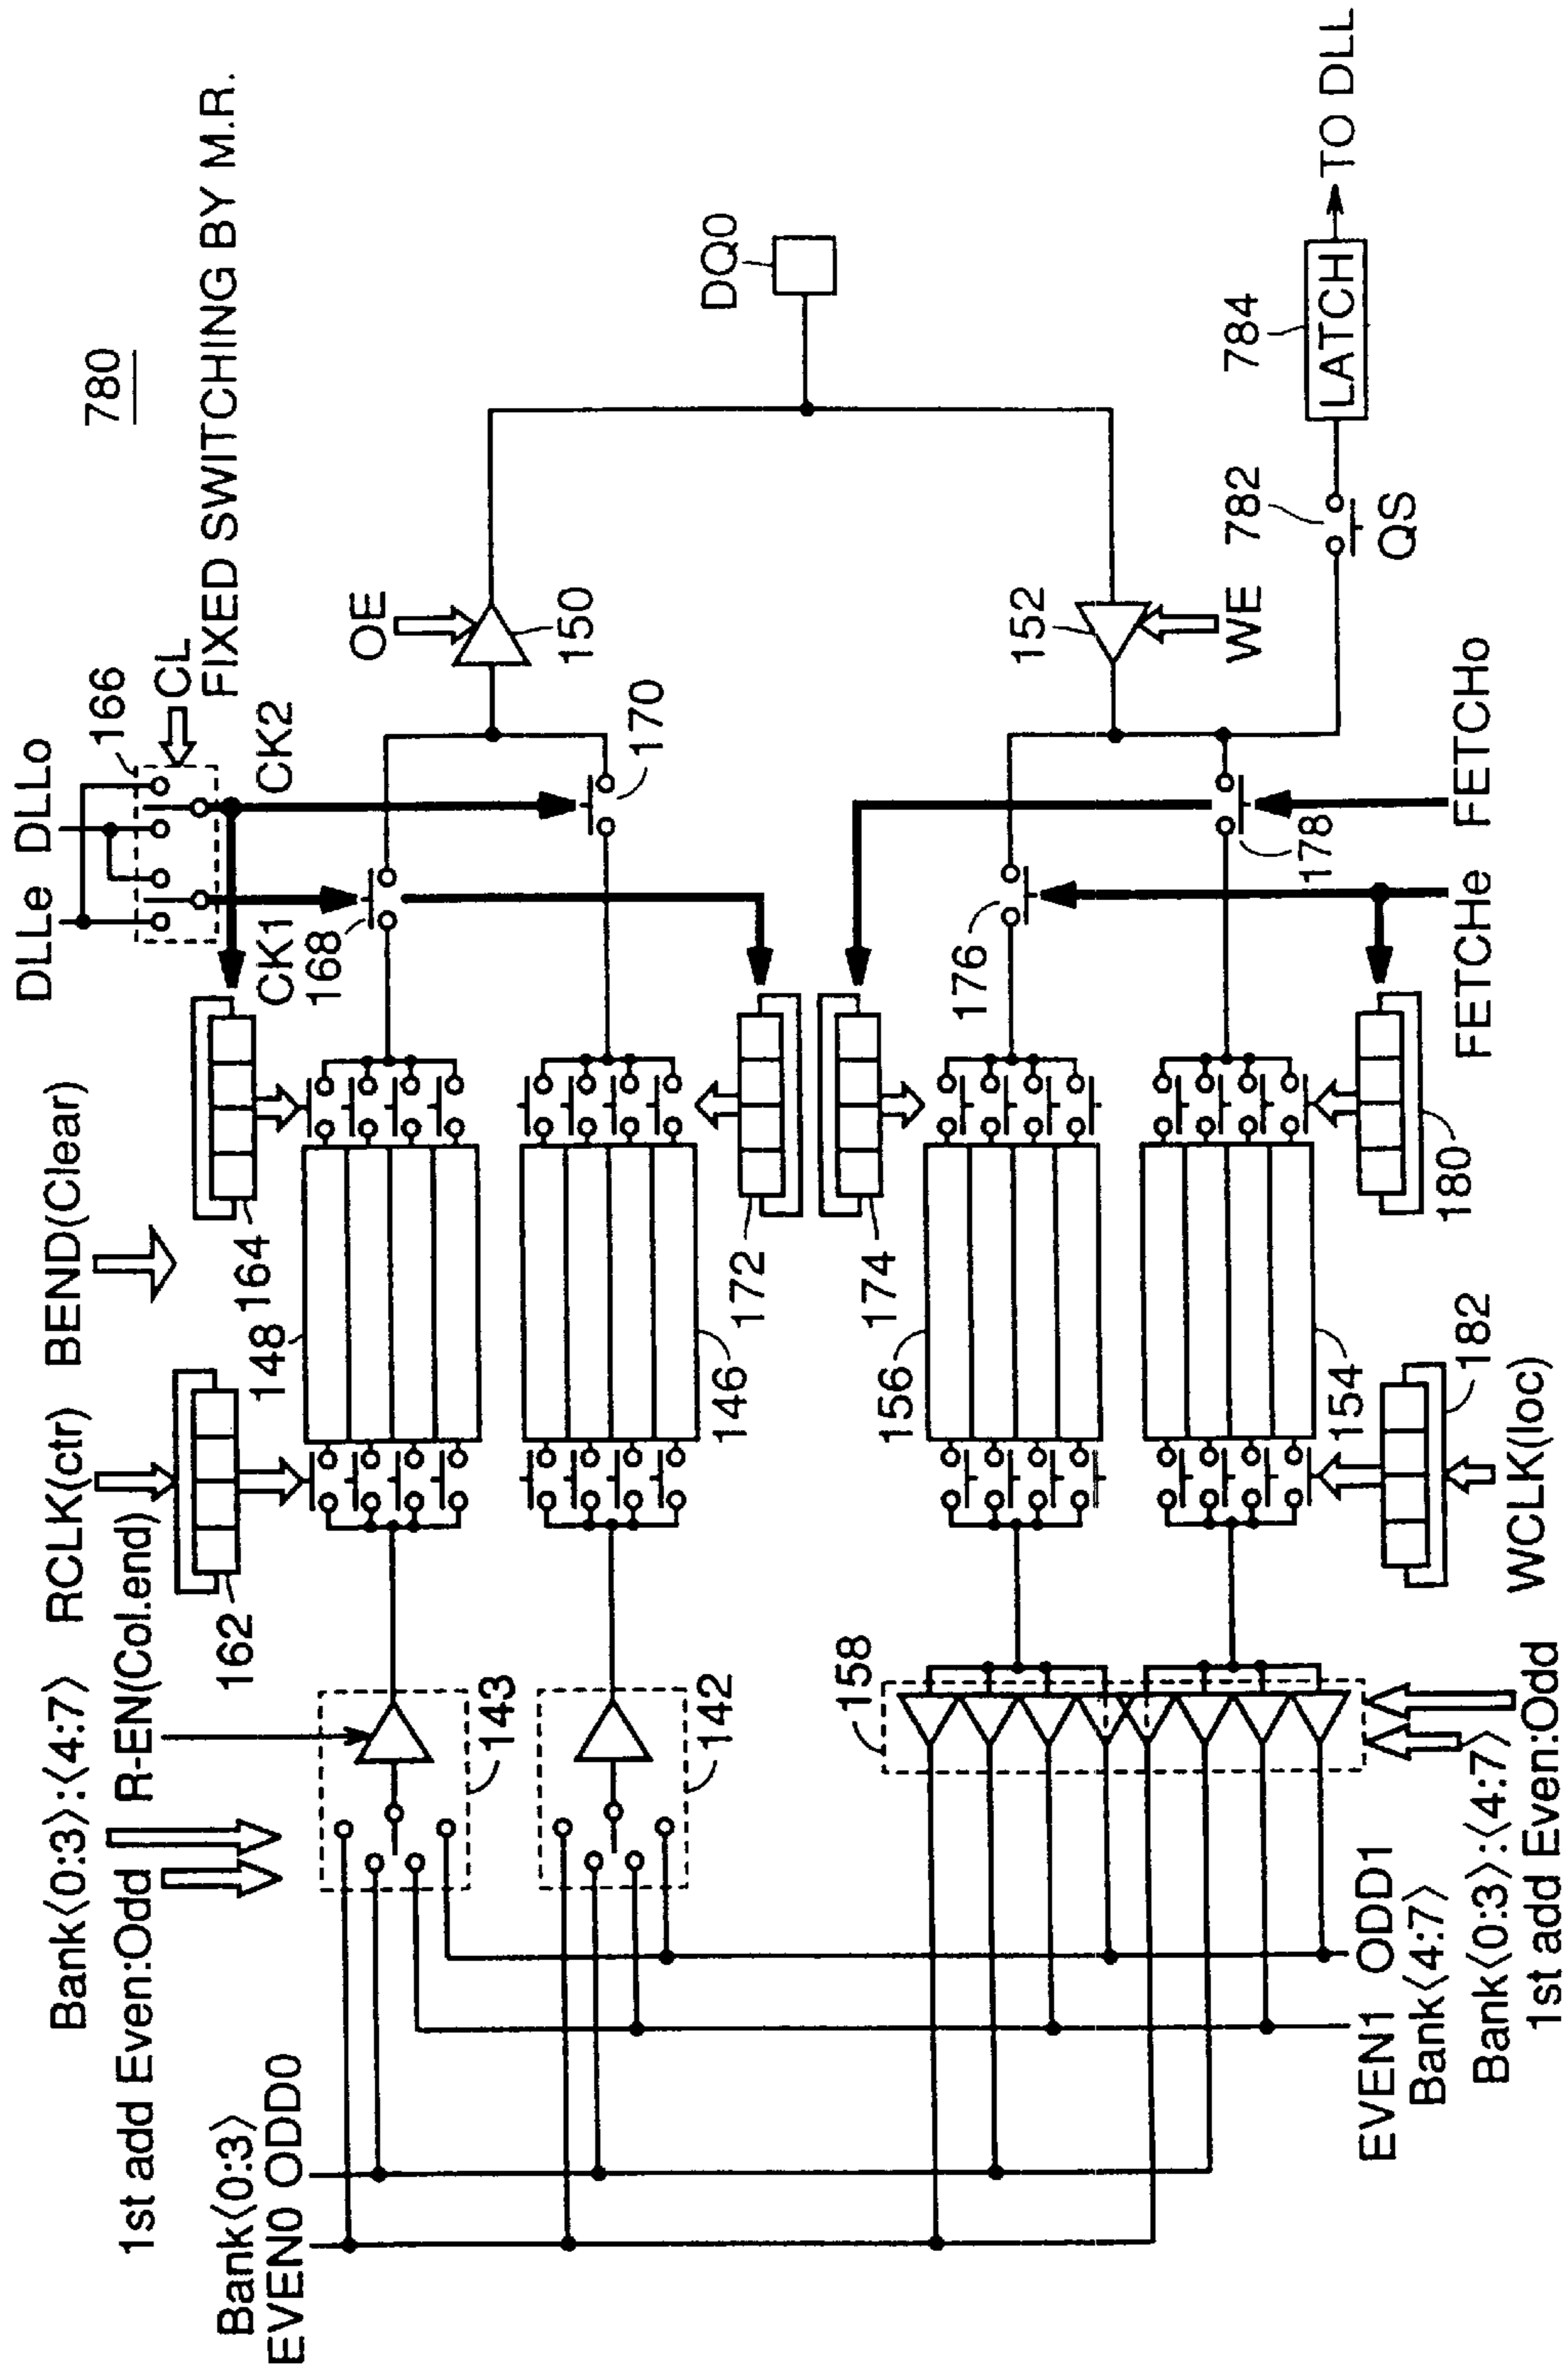 780
Bank⟨0:3⟩:⟨4:7⟩
RCLK(ctr)
BEND(Clear)
DLLe
DLLo
1st add Even:Odd
R-EN(Col.end)
166
CL
FIXED SWITCHING BY M.R.
162
164
CK1
CK2
Bank⟨0:3⟩
EVEN0
ODD0
148
168
OE
143
150
170
142
146
172
DQ0
174
158
156
176
152
WE
782
784
LATCH
TO DLL
QS
178
154
180
182
EVEN1
ODD1
Bank⟨4:7⟩
Bank⟨0:3⟩:⟨4:7⟩
1st add Even:Odd
WCLK(loc)
FETCHe
FETCHo